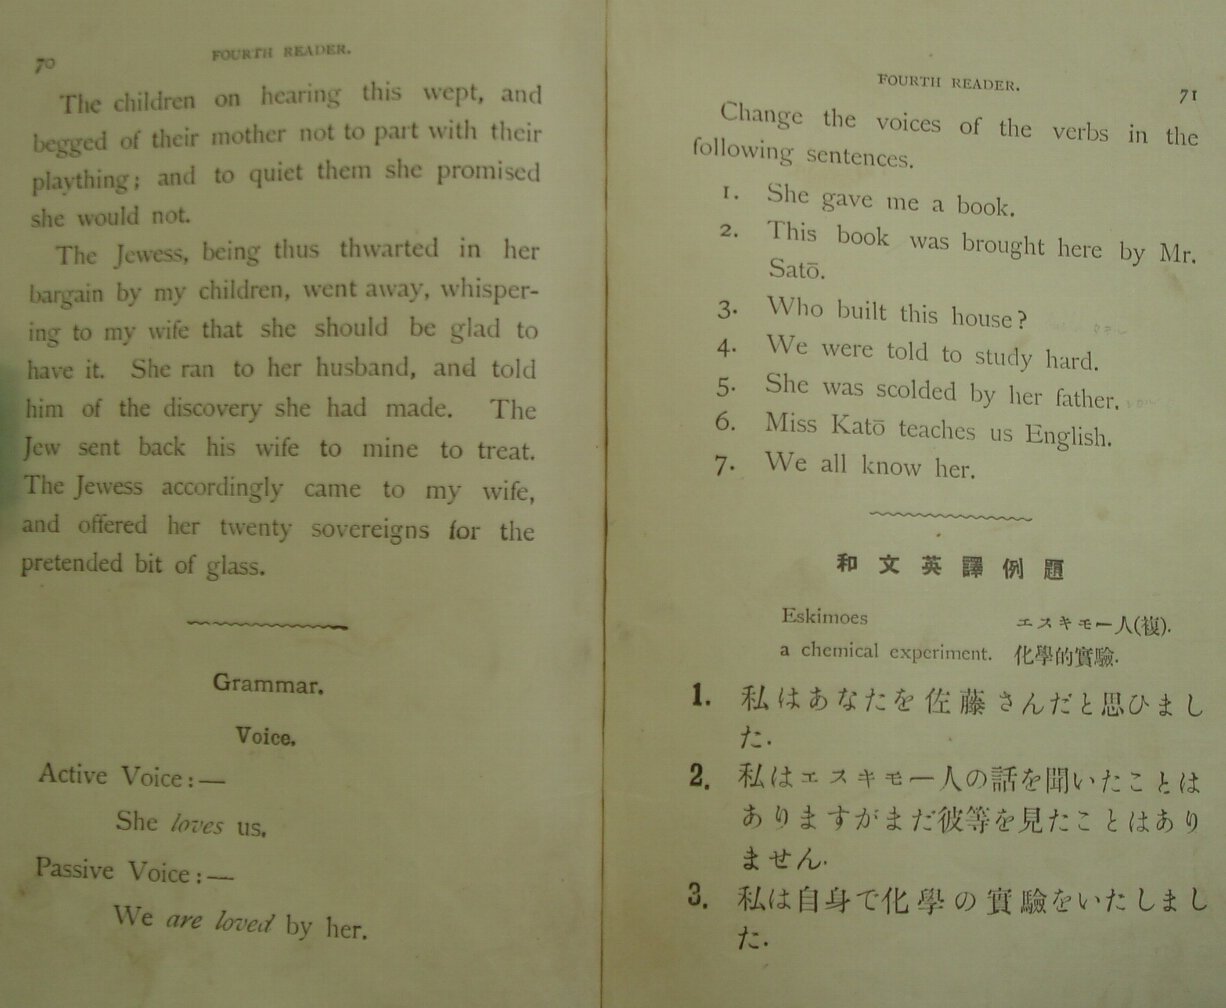 70
FOURTH READER.
The children on hearing this wept, and
begged of their mother not to part with their
plaything; and to quiet them she promised
she would not.
The Jewess, being thus thwarted in her
bargain by my children, went away, whisper-
ing to my wife that she should be glad to
have it. She ran to her husband, and told
him of the discovery she had made. The
Jew sent back his wife to mine to treat.
The Jewess accordingly came to my wife,
and offered her twenty sovereigns for the
pretended bit of glass.
Grammar.
Voice.
Active Voice:—
She loves us.
Passive Voice:—
We are loved by her.
FOURTH READER.
71
Change the voices of the verbs in the
following sentences.
1. She gave me a book.
2. This book was brought here by Mr.
Satō.
3. Who built this house?
4. We were told to study hard.
5. She was scolded by her father.
6. Miss Katō teaches us English.
7. We all know her.
和文英譯例題
Eskimoes エスキモー人(複).
a chemical experiment. 化學的實驗.
1. 私はあなたを佐藤さんだと思ひまし
た.
2. 私はエスキモー人の話を聞いたことは
ありますがまだ彼等を見たことはあり
ません.
3. 私は自身で化學の實驗をいたしまし
た.